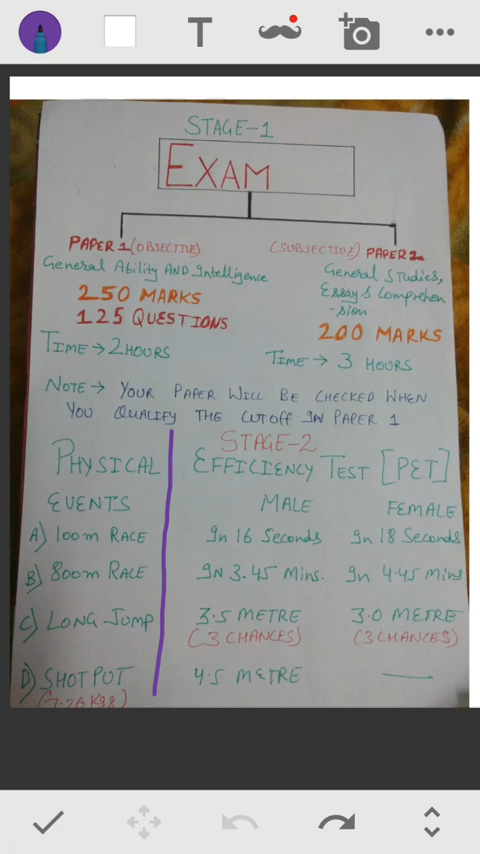 T
STAGE-1
EXAM
PAPER 1 (OBJECTIVE)
General Ability AND Intelligence
250 MARKS
125 QUESTIONS
TIME → 2 HOURS
(SUBJECTIVE) PAPER 2
General Studies,
Essay & Comprehen
-sion
200 MARKS
TIME → 3 HOURS
NOTE → YOUR PAPER WILL BE CHECKED WHEN
YOU QUALIFY THE CUTOFF IN PAPER 1
STAGE-2
PHYSICAL EFFICIENCY TEST [PET]
EVENTS MALE FEMALE
A) 100m RACE In 16 Seconds In 18 Seconds
B) 800m RACE IN 3.45 Mins. In 4.45 Mins
C) LONG JUMP 3.5 METRE 3.0 METRE
(3 CHANCES) (3 CHANCES)
D) SHOTPUT 4.5 METRE —
(7.26 Kgs)